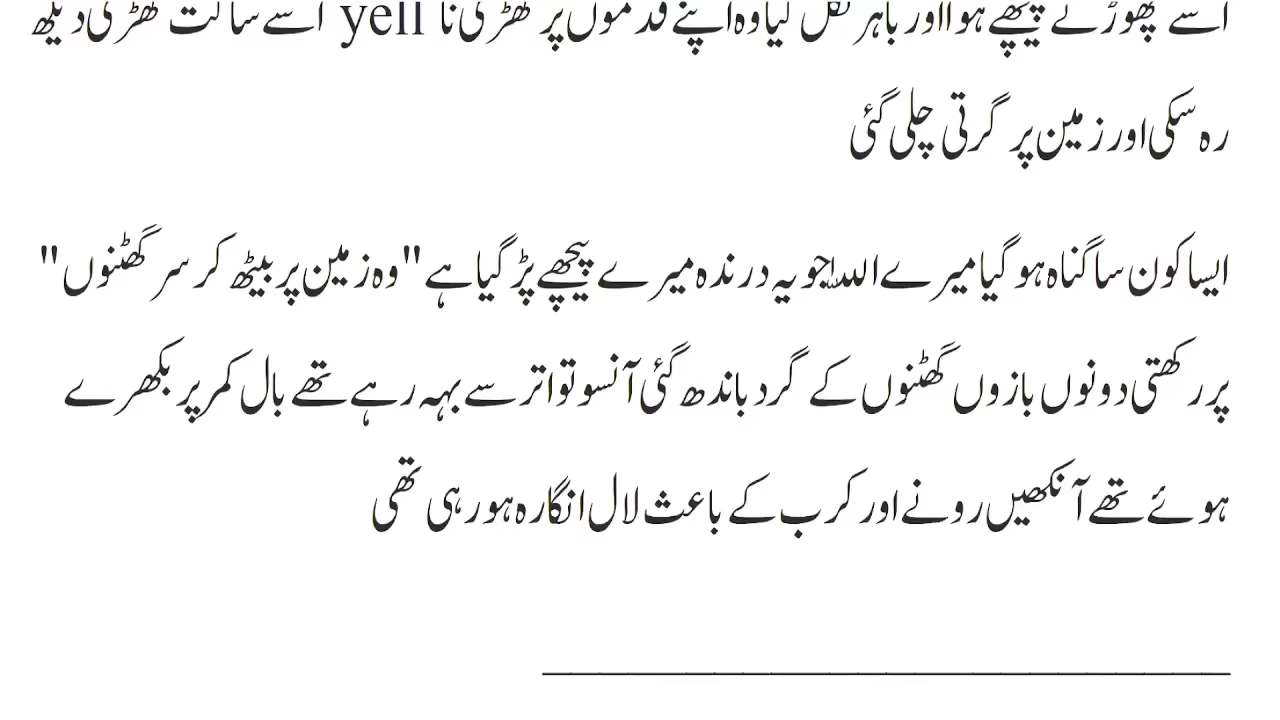 اسے چھوڑتے پیچھے ہوا اور باہر نکل گیا وہ اپنے قدموں پر کھڑی نا yell اسے ساکت کھڑی دیکھ
رہ سکی اور زمین پر گرتی چلی گئی
ایسا کون سا گناہ ہو گیا میرے اللہ جو یہ درندہ میرے پیچھے پڑ گیا ہے "وہ زمین پر بیٹھ کر سر گھٹنوں"
پر رکھتی دونوں بازوں گھٹنوں کے گرد باندھ گئی آنسو تواتر سے بہہ رہے تھے بال کمر پر بکھرے
ہوئے تھے آنکھیں رونے اور کرب کے باعث لال انگارہ ہو رہی تھی